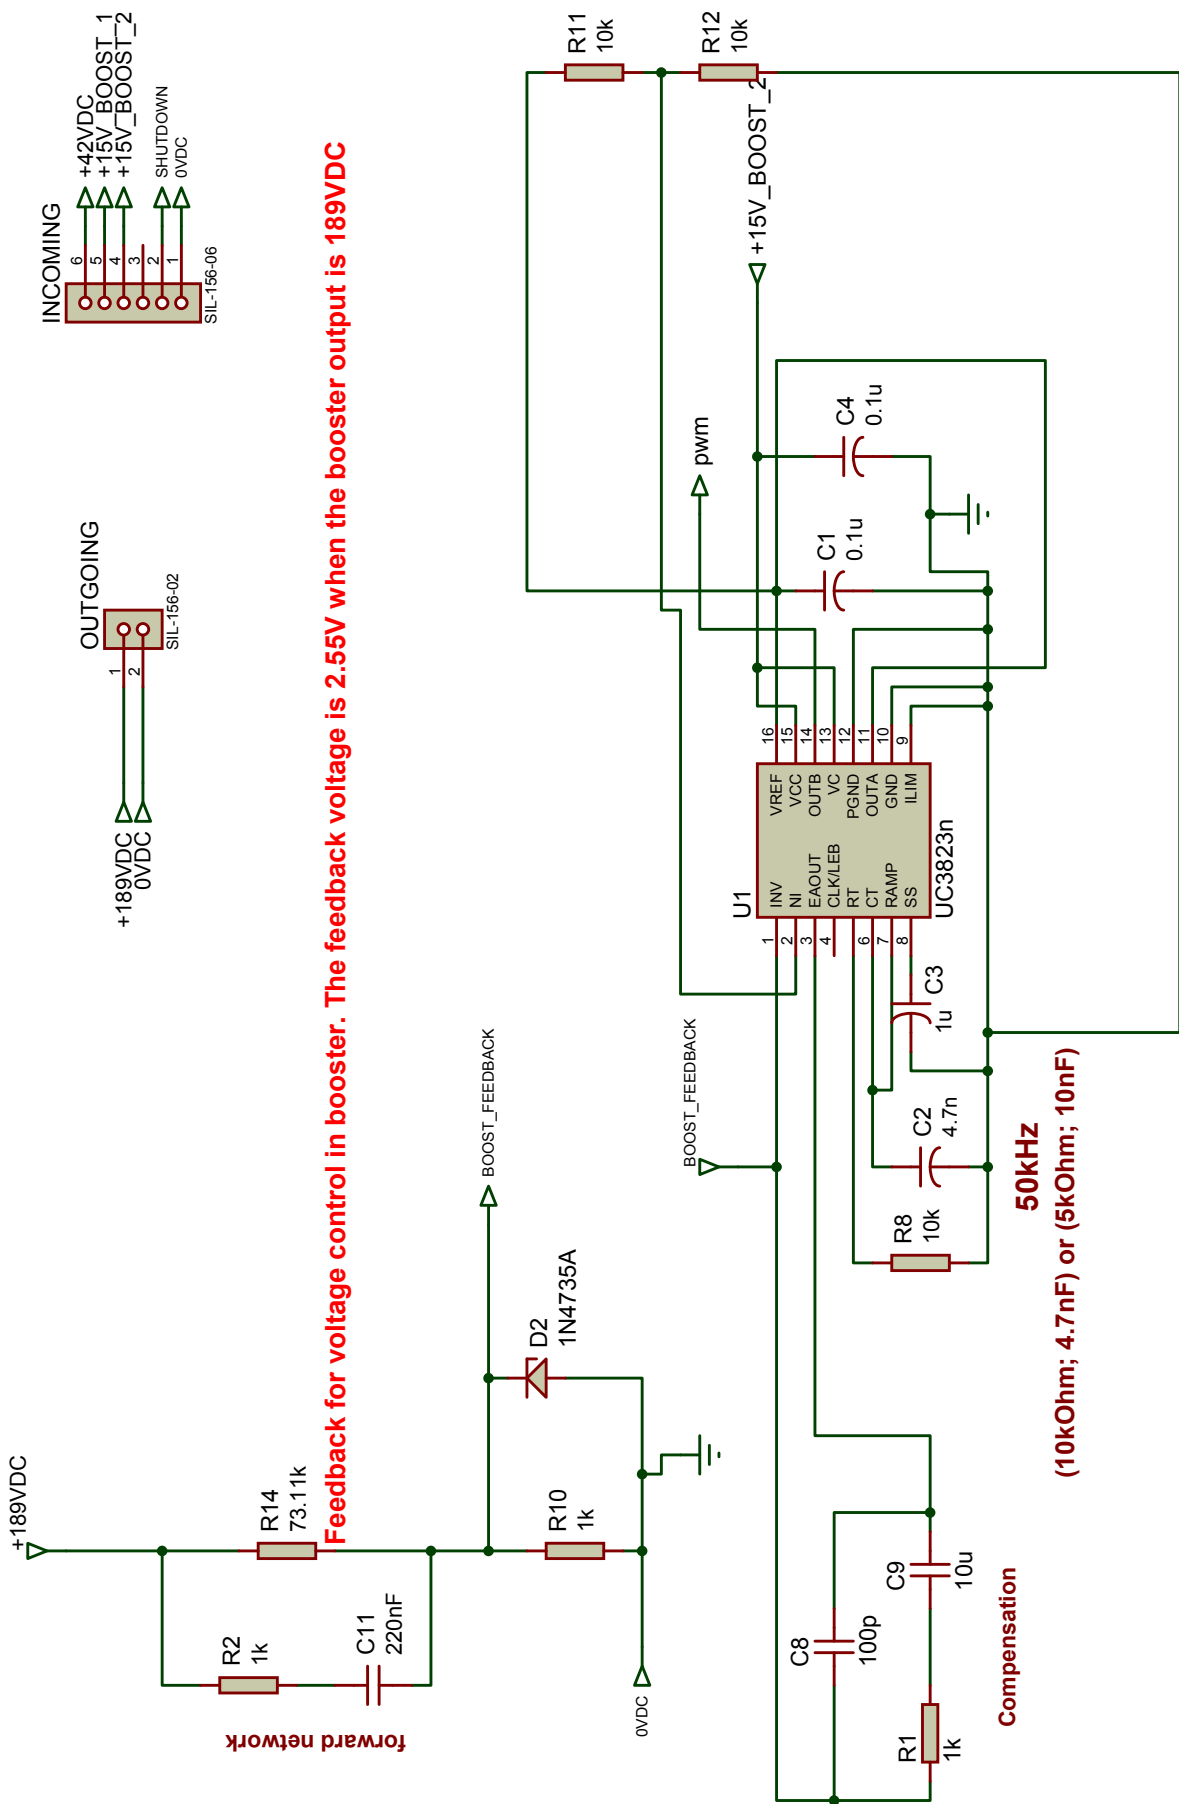 INCOMING
6
5
4
3
2
1
+42VDC
+15V_BOOST_1
+15V_BOOST_2
SHUTDOWN
0VDC
SIL-156-06
OUTGOING
1
2
+189VDC
0VDC
SIL-156-02
Feedback for voltage control in booster. The feedback voltage is 2.55V when the booster output is 189VDC
+189VDC
R14
73.11k
R2
1k
C11
220nF
forward network
BOOST_FEEDBACK
R10
1k
D2
1N4735A
0VDC
R11
10k
R12
10k
+15V_BOOST_2
pwm
C4
0.1u
C1
0.1u
BOOST_FEEDBACK
U1
1
2
3
4
6
7
8
INV
NI
EAOUT
CLK/LEB
RT
CT
RAMP
SS
VREF
VCC
OUTB
VC
PGND
OUTA
GND
ILIM
16
15
14
13
12
11
10
9
UC3823n
C3
1u
C2
4.7n
R8
10k
50kHz
(10kOhm; 4.7nF) or (5kOhm; 10nF)
C8
100p
C9
10u
R1
1k
Compensation